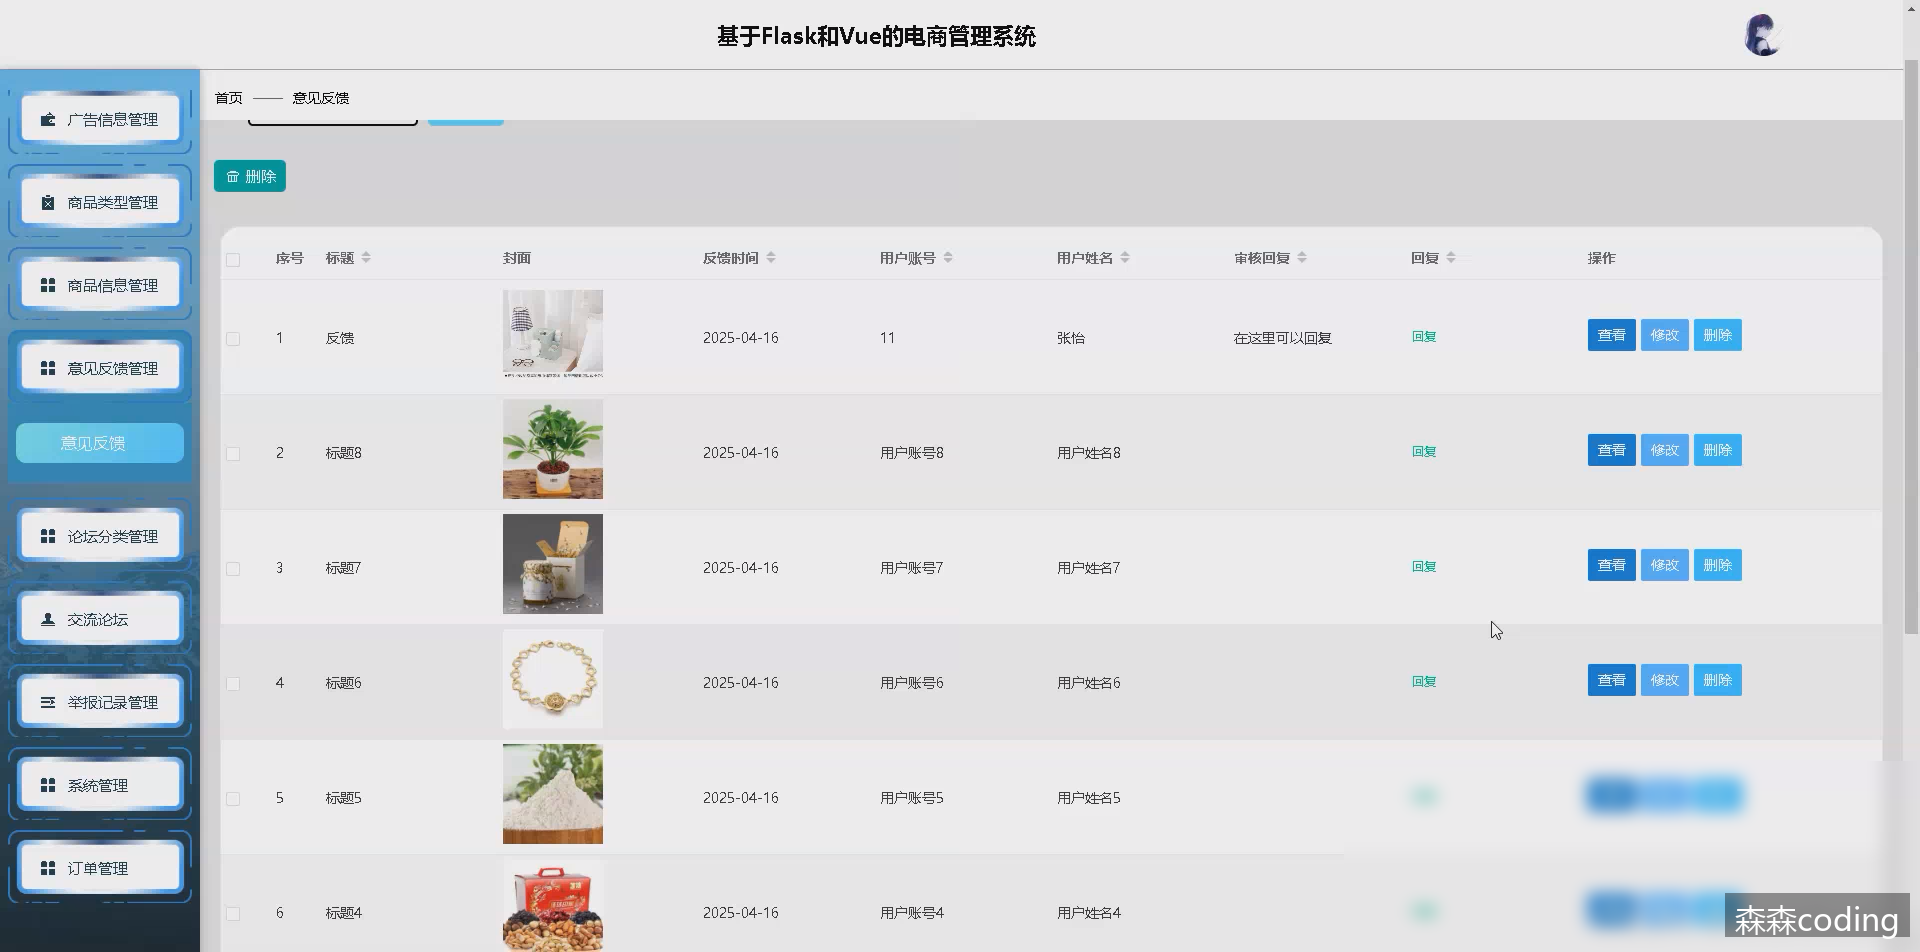 基于Flask和Vue的电商管理系统
首页 —— 意见反馈
广告信息管理
商品类型管理
商品信息管理
意见反馈管理
意见反馈
论坛分类管理
交流论坛
举报记录管理
系统管理
订单管理
删除
序号 标题 封面 反馈时间 用户账号 用户姓名 审核回复 回复 操作
1 反馈 2025-04-16 11 张怡 在这里可以回复 回复 查看 修改 删除
2 标题8 2025-04-16 用户账号8 用户姓名8 回复 查看 修改 删除
3 标题7 2025-04-16 用户账号7 用户姓名7 回复 查看 修改 删除
4 标题6 2025-04-16 用户账号6 用户姓名6 回复 查看 修改 删除
5 标题5 2025-04-16 用户账号5 用户姓名5
6 标题4 2025-04-16 用户账号4 用户姓名4
森森coding